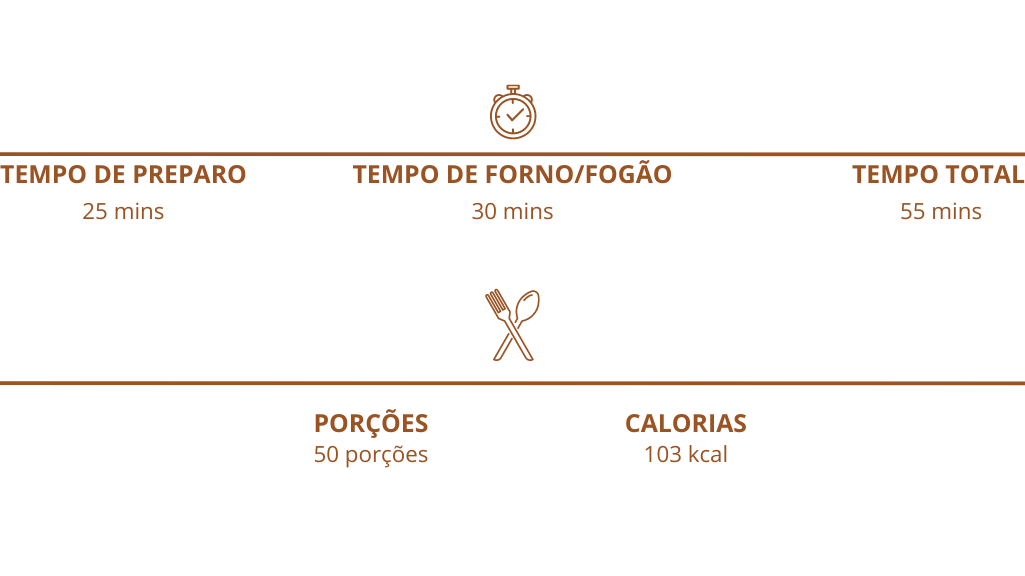 TEMPO DE PREPARO
25 mins
TEMPO DE FORNO/FOGÃO
30 mins
TEMPO TOTAL
55 mins
PORÇÕES
50 porções
CALORIAS
103 kcal